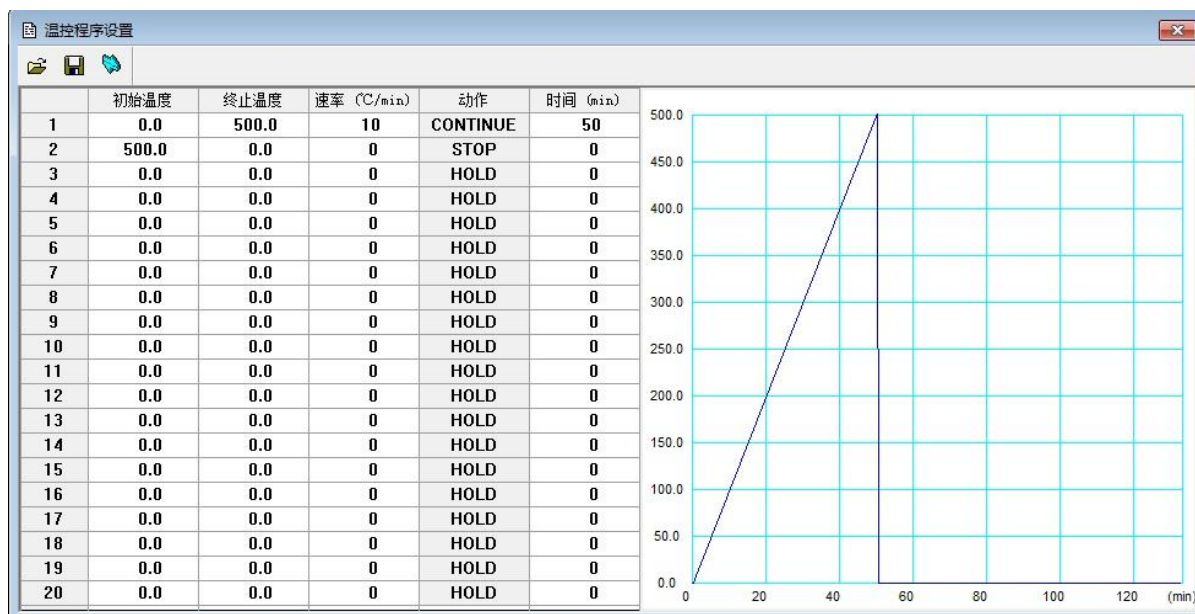 温控程序设置
初始温度 终止温度 速率 (℃/min) 动作 时间 (min)
1 0.0 500.0 10 CONTINUE 50
2 500.0 0.0 0 STOP 0
3 0.0 0.0 0 HOLD 0
4 0.0 0.0 0 HOLD 0
5 0.0 0.0 0 HOLD 0
6 0.0 0.0 0 HOLD 0
7 0.0 0.0 0 HOLD 0
8 0.0 0.0 0 HOLD 0
9 0.0 0.0 0 HOLD 0
10 0.0 0.0 0 HOLD 0
11 0.0 0.0 0 HOLD 0
12 0.0 0.0 0 HOLD 0
13 0.0 0.0 0 HOLD 0
14 0.0 0.0 0 HOLD 0
15 0.0 0.0 0 HOLD 0
16 0.0 0.0 0 HOLD 0
17 0.0 0.0 0 HOLD 0
18 0.0 0.0 0 HOLD 0
19 0.0 0.0 0 HOLD 0
20 0.0 0.0 0 HOLD 0
500.0
450.0
400.0
350.0
300.0
250.0
200.0
150.0
100.0
50.0
0.0
0 20 40 60 80 100 120 (min)